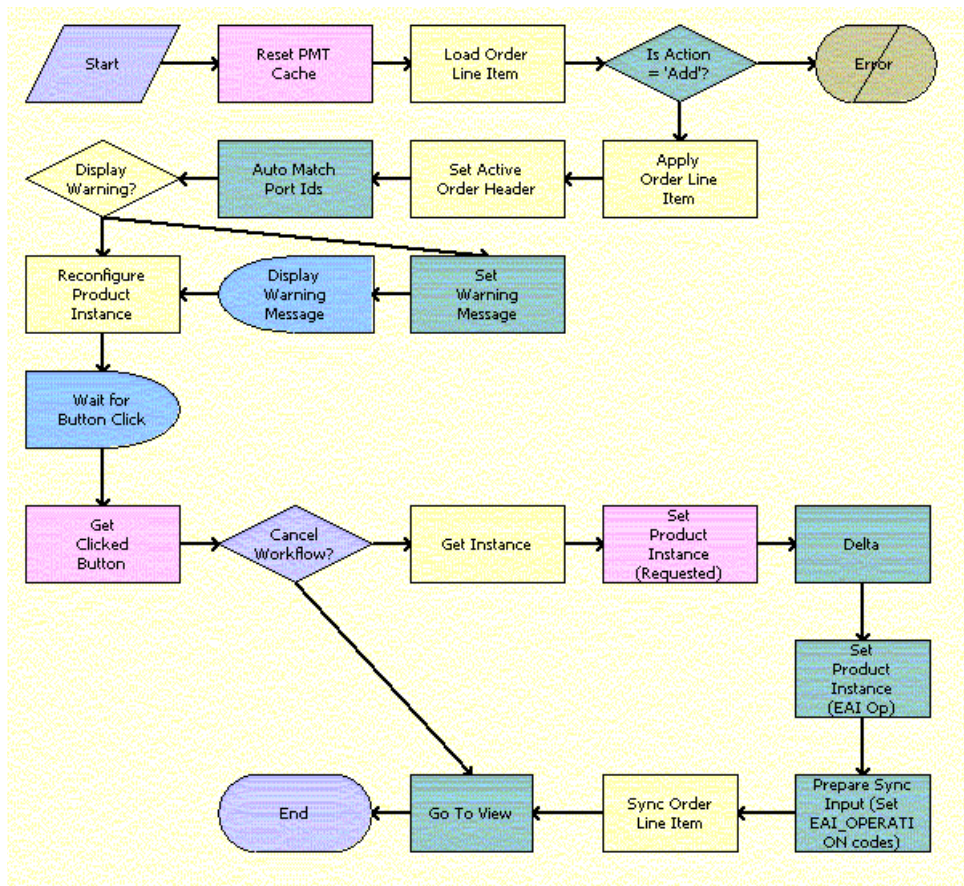 Start
Reset PMT
Cache
Load Order
Line Item
Is Action
= 'Add'?
Error
Display
Warning?
Auto Match
Port Ids
Set Active
Order Header
Apply
Order Line
Item
Reconfigure
Product
Instance
Display
Warning
Message
Set
Warning
Message
Wait for
Button Click
Get
Clicked
Button
Cancel
Workflow?
Get Instance
Set
Product
Instance
(Requested)
Delta
Set
Product
Instance
(EAI Op)
End
Go To View
Sync Order
Line Item
Prepare Sync
Input (Set
EAI_OPERATI
ON codes)